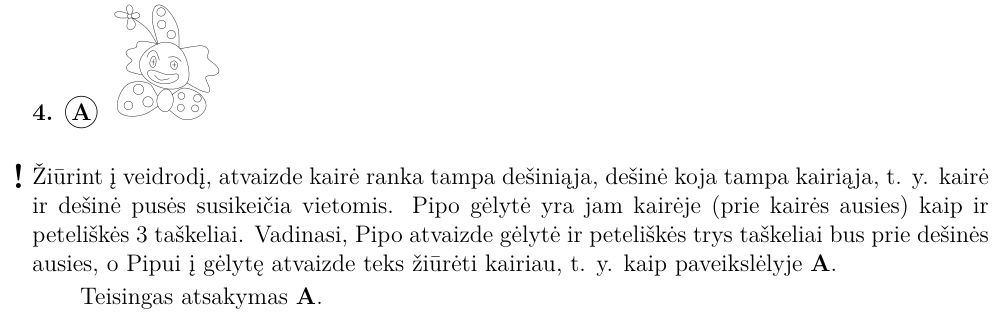 4. A
! Žiūrint į veidrodį, atvaizde kairė ranka tampa dešiniąja, dešinė koja tampa kairiąja, t. y. kairė
ir dešinė pusės susikeičia vietomis. Pipo gėlytė yra jam kairėje (prie kairės ausies) kaip ir
peteliškės 3 taškeliai. Vadinasi, Pipo atvaizde gėlytė ir peteliškės trys taškeliai bus prie dešinės
ausies, o Pipui į gėlytę atvaizde teks žiūrėti kairiau, t. y. kaip paveikslėlyje A.
Teisingas atsakymas A.